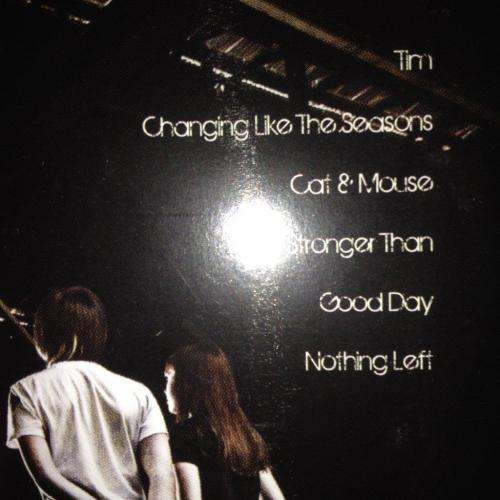 Tim
Changing Like The Seasons
Cat & Mouse
Stronger Than
Good Day
Nothing Left